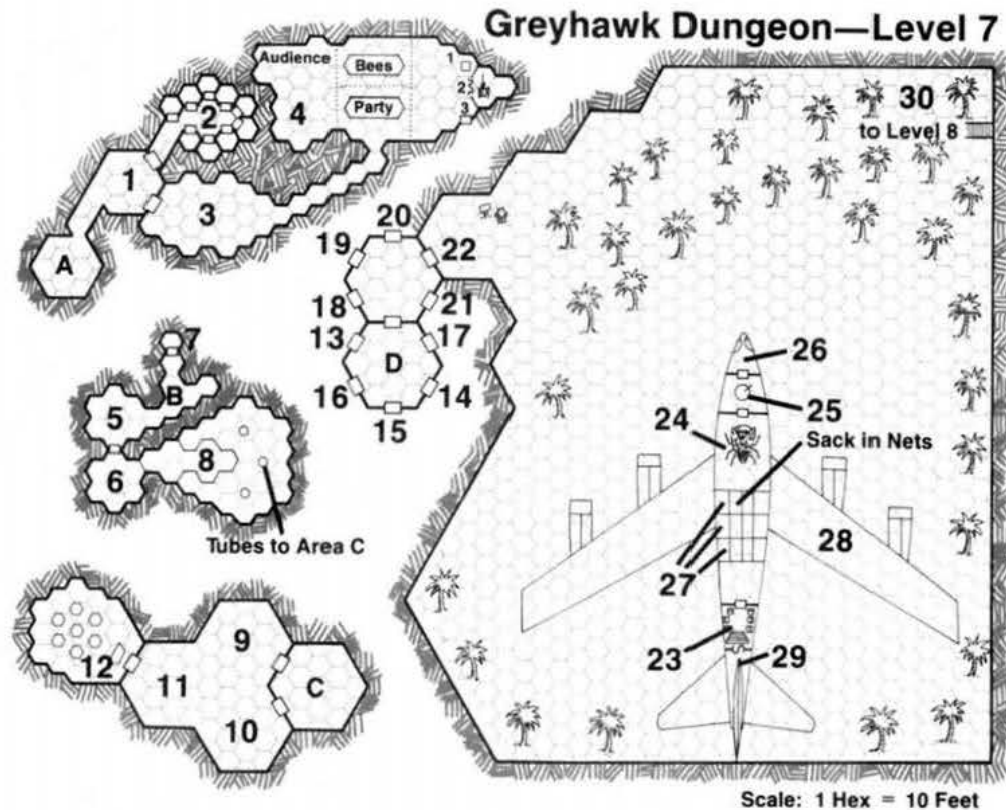 Greyhawk Dungeon—Level 7
Audience
Bees
Party
1
2
3
4
2
1
3
A
30
to Level 8
20
19
22
18
21
13
17
D
16
14
15
7
B
5
8
6
Tubes to Area C
26
25
24
Sack in Nets
28
27
23
29
9
12
11
C
10
Scale: 1 Hex = 10 Feet